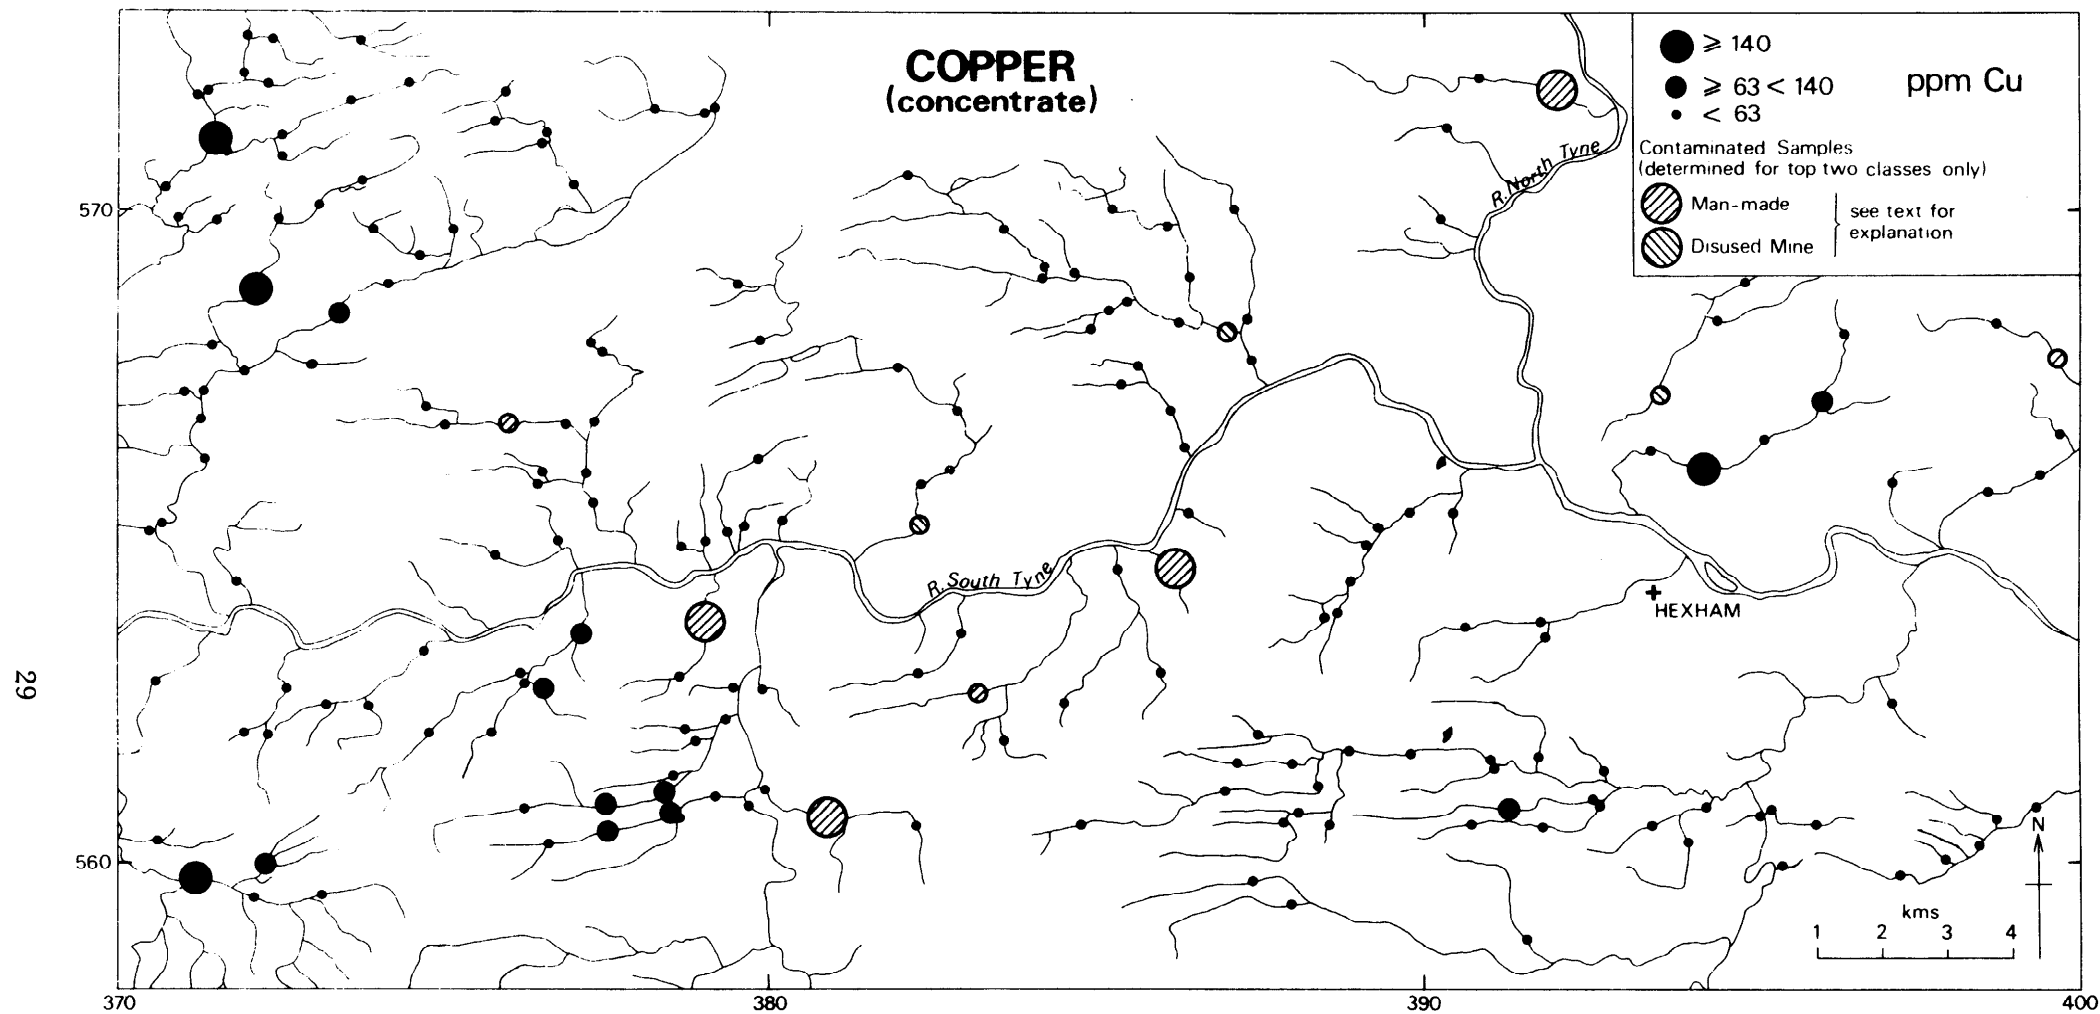 COPPER
(concentrate)
⩾ 140
⩾ 63 < 140
< 63
ppm Cu
Contaminated Samples
(determined for top two classes only)
Man-made
Disused Mine
see text for
explanation
R. North Tyne
R. South Tyne
HEXHAM
570
560
29
N
kms
1 2 3 4
370 380 390 400